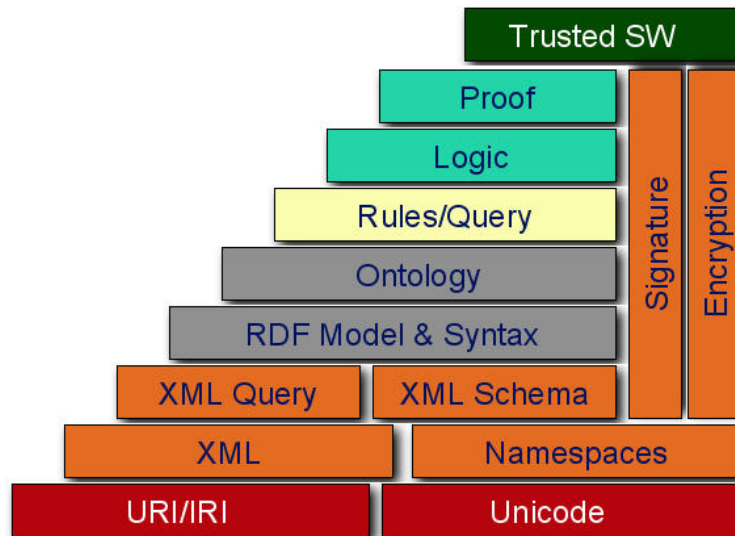 Trusted SW
Proof
Logic
Rules/Query
Ontology
RDF Model & Syntax
XML Query
XML Schema
Signature
Encryption
XML
Namespaces
URI/IRI
Unicode